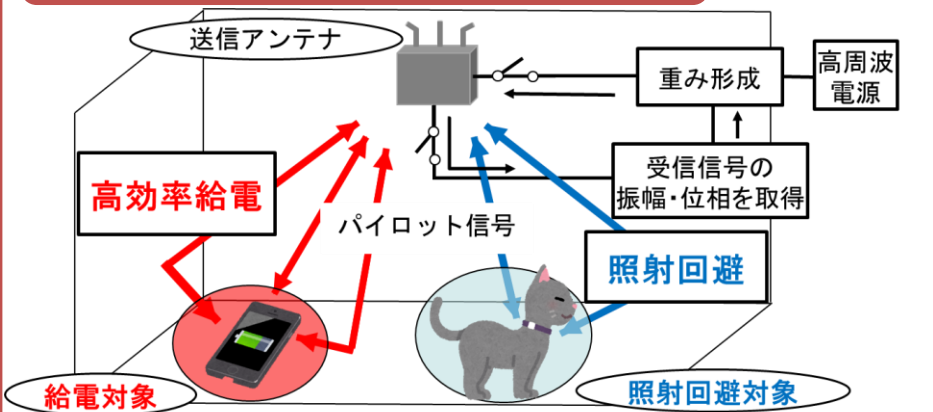 送信アンテナ
重み形成
高周波
電源
受信信号の
振幅・位相を取得
高効率給電
パイロット信号
照射回避
給電対象
照射回避対象